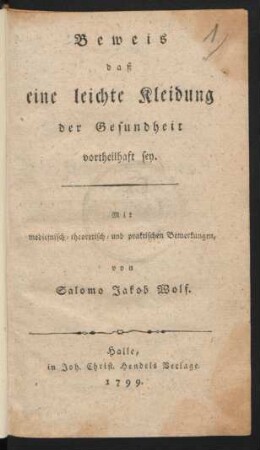 1)
Beweis
daß
eine leichte Kleidung
der Gesundheit
vortheilhaft sey.
Mit
medicinisch-theoretisch-und praktischen Bemerkungen,
von
Salomo Jakob Wolf.
Halle,
in Joh. Christ. Hendels Verlage
1799.